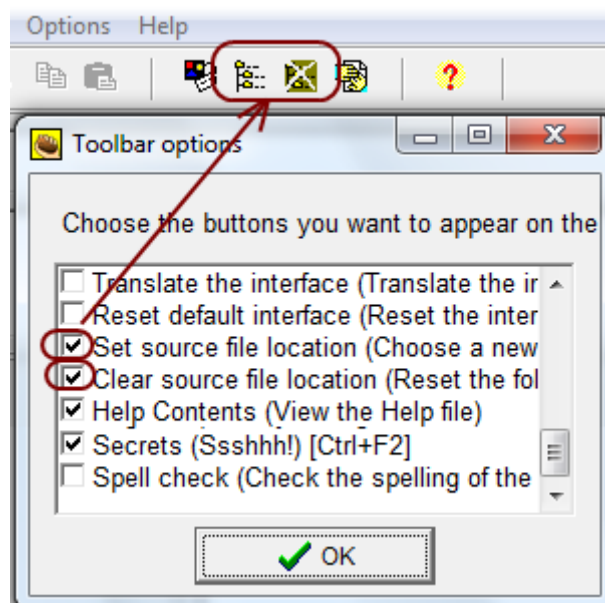 Options Help
?
Toolbar options
Choose the buttons you want to appear on the
Translate the interface (Translate the ir
Reset default interface (Reset the inter
Set source file location (Choose a new
Clear source file location (Reset the fol
Help Contents (View the Help file)
Secrets (Ssshhh!) [Ctrl+F2]
Spell check (Check the spelling of the
OK